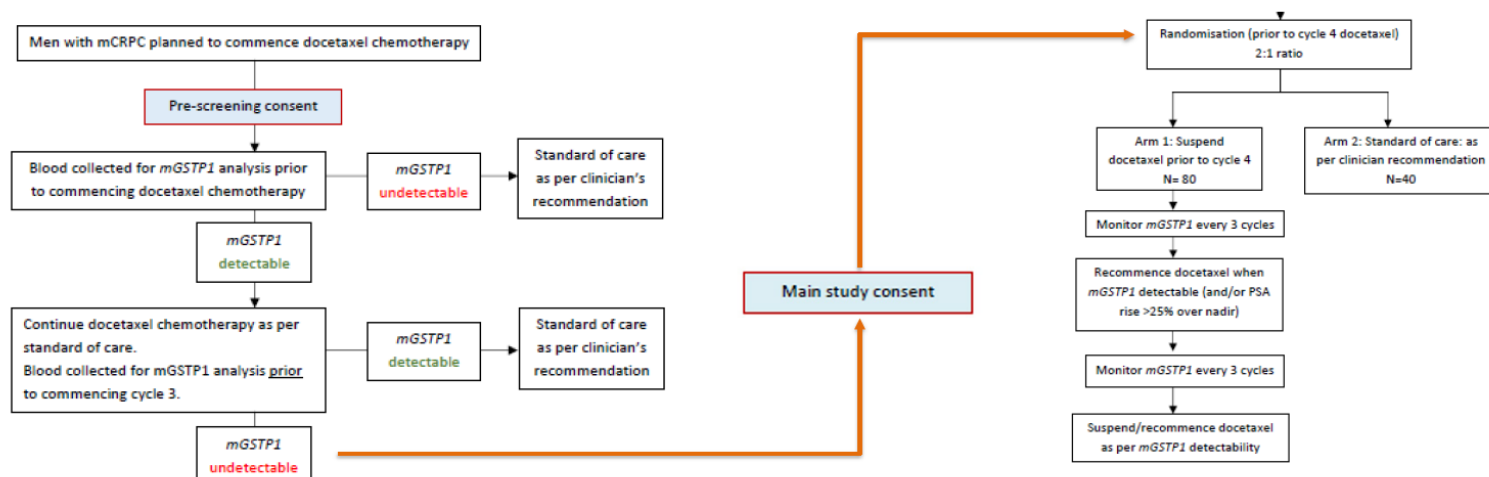 Men with mCRPC planned to commence docetaxel chemotherapy
Pre-screening consent
Blood collected for mGSTP1 analysis prior
to commencing docetaxel chemotherapy
mGSTP1
undetectable
Standard of care
as per clinician's
recommendation
mGSTP1
detectable
Continue docetaxel chemotherapy as per
standard of care.
Blood collected for mGSTP1 analysis prior
to commencing cycle 3.
mGSTP1
detectable
Standard of care
as per clinician's
recommendation
mGSTP1
undetectable
Main study consent
Randomisation (prior to cycle 4 docetaxel)
2:1 ratio
Arm 1: Suspend
docetaxel prior to cycle 4
N= 80
Arm 2: Standard of care: as
per clinician recommendation
N=40
Monitor mGSTP1 every 3 cycles
Recommence docetaxel when
mGSTP1 detectable (and/or PSA
rise >25% over nadir)
Monitor mGSTP1 every 3 cycles
Suspend/recommence docetaxel
as per mGSTP1 detectability